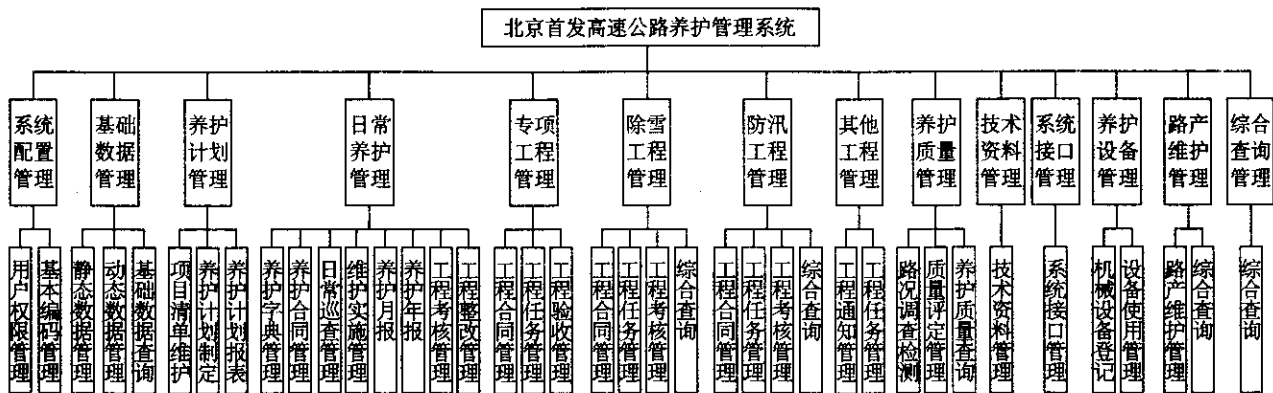 北京首发高速公路养护管理系统
系统配置管理
基础数据管理
养护计划管理
日常养护管理
专项工程管理
除雪工程管理
防汛工程管理
其他工程管理
养护质量管理
技术资料管理
系统接口管理
养护设备管理
路产维护管理
综合查询管理
用户权限管理
基本编码管理
静态数据管理
动态数据管理
基础数据查询
项目清单维护
养护计划制定
养护计划报表
养护字典管理
养护合同管理
日常巡查管理
维护实施管理
养护月报
养护年报
工程考核管理
工程整改管理
工程合同管理
工程任务管理
工程验收管理
工程合同管理
工程任务管理
工程考核管理
综合查询
工程合同管理
工程任务管理
工程考核管理
综合查询
工程通知管理
工程任务管理
路况调查检测
质量评定管理
养护质量查询
技术资料管理
系统接口管理
机械设备登记
设备使用管理
路产维护管理
综合查询
综合查询